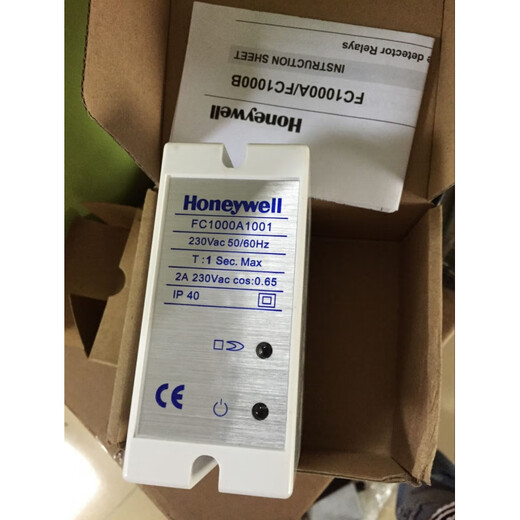 Honeywell
FC1000A/FC1000B
INSTRUCTION SHEET
detector Relays
Honeywell
FC1000A1001
230Vac 50/60Hz
T :1 Sec. Max
2A 230Vac cos:0.65
IP 40
CE